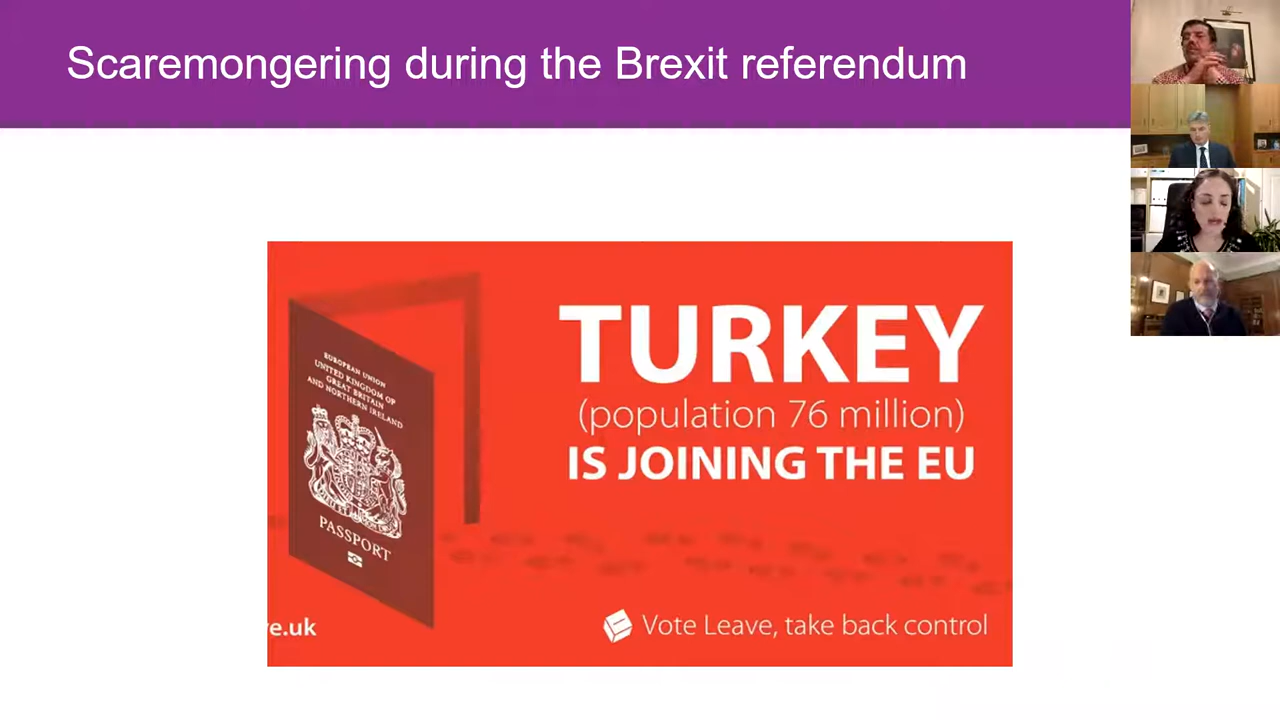 Scaremongering during the Brexit referendum
EUROPEAN UNION
UNITED KINGDOM OF
GREAT BRITAIN
AND NORTHERN IRELAND
PASSPORT
TURKEY
(population 76 million)
IS JOINING THE EU
e.uk
Vote Leave, take back control